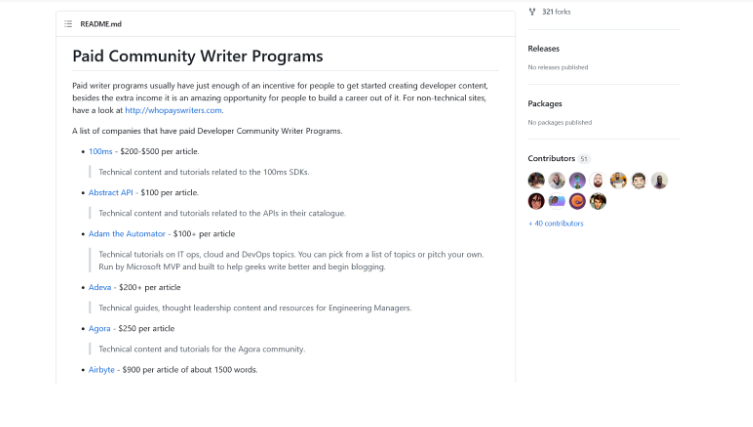 README.md
Paid Community Writer Programs
Paid writer programs usually have just enough of an incentive for people to get started creating developer content,
besides the extra income it is an amazing opportunity for people to build a career out of it. For non-technical sites,
have a look at http://whopayswriters.com.
A list of companies that have paid Developer Community Writer Programs.
• 100ms - $200-$500 per article.
Technical content and tutorials related to the 100ms SDKs.
• Abstract API - $100 per article.
Technical content and tutorials related to the APIs in their catalogue.
• Adam the Automator - $100+ per article
Technical tutorials on IT ops, cloud and DevOps topics. You can pick from a list of topics or pitch your own.
Run by Microsoft MVP and built to help geeks write better and begin blogging.
• Adeva - $200+ per article
Technical guides, thought leadership content and resources for Engineering Managers.
• Agora - $250 per article
Technical content and tutorials for the Agora community.
• Airbyte - $900 per article of about 1500 words.
321 forks
Releases
No releases published
Packages
No packages published
Contributors 51
+ 40 contributors